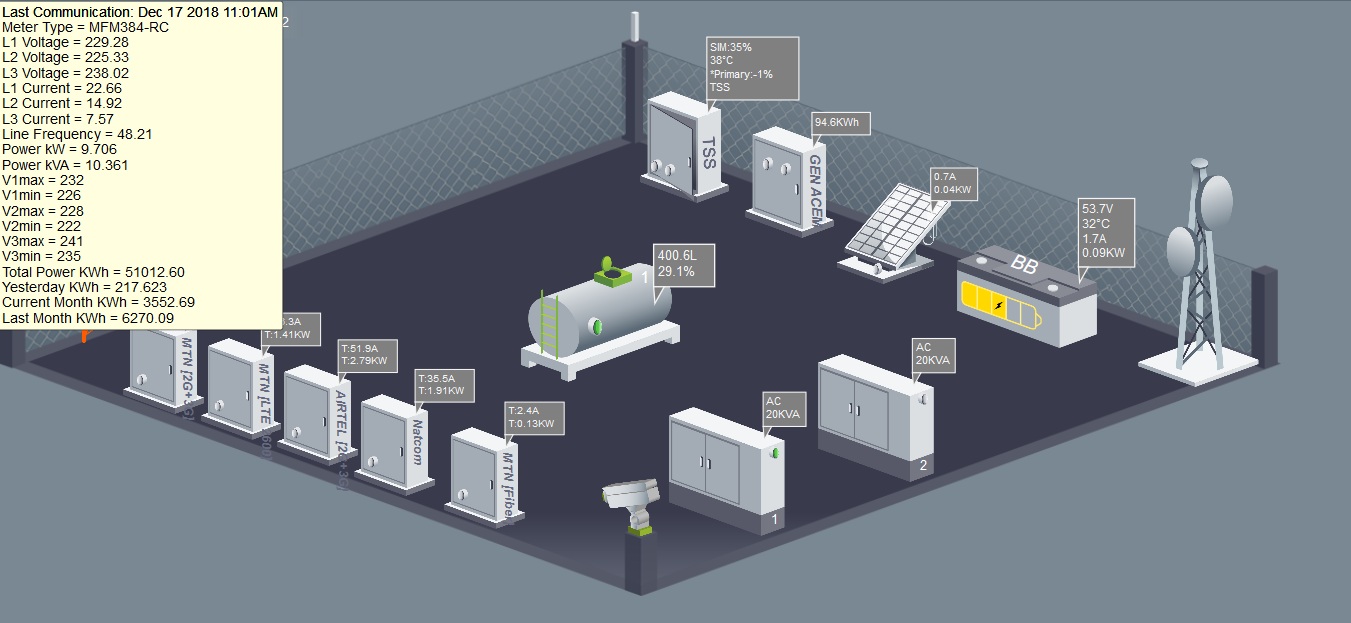 Last Communication: Dec 17 2018 11:01AM
Meter Type = MFM384-RC
L1 Voltage = 229.28
L2 Voltage = 225.33
L3 Voltage = 238.02
L1 Current = 22.66
L2 Current = 14.92
L3 Current = 7.57
Line Frequency = 48.21
Power kW = 9.706
Power kVA = 10.361
V1max = 232
V1min = 226
V2max = 228
V2min = 222
V3max = 241
V3min = 235
Total Power KWh = 51012.60
Yesterday KWh = 217.623
Current Month KWh = 3552.69
Last Month KWh = 6270.09
2
SIM:35%
38°C
*Primary:-1%
TSS
TSS
94.6KWh
GEN ACEM
0.7A
0.04KW
53.7V
32°C
1.7A
0.09KW
BB
400.6L
29.1%
1
.3A
T:1.41KW
MTN [2G+3G]
MTN [LTE
T:51.9A
T:2.79KW
AIRTEL [2G+3G]
T:35.5A
T:1.91KW
Natcom
T:2.4A
T:0.13KW
MTN [Fiber
AC
20KVA
1
AC
20KVA
2